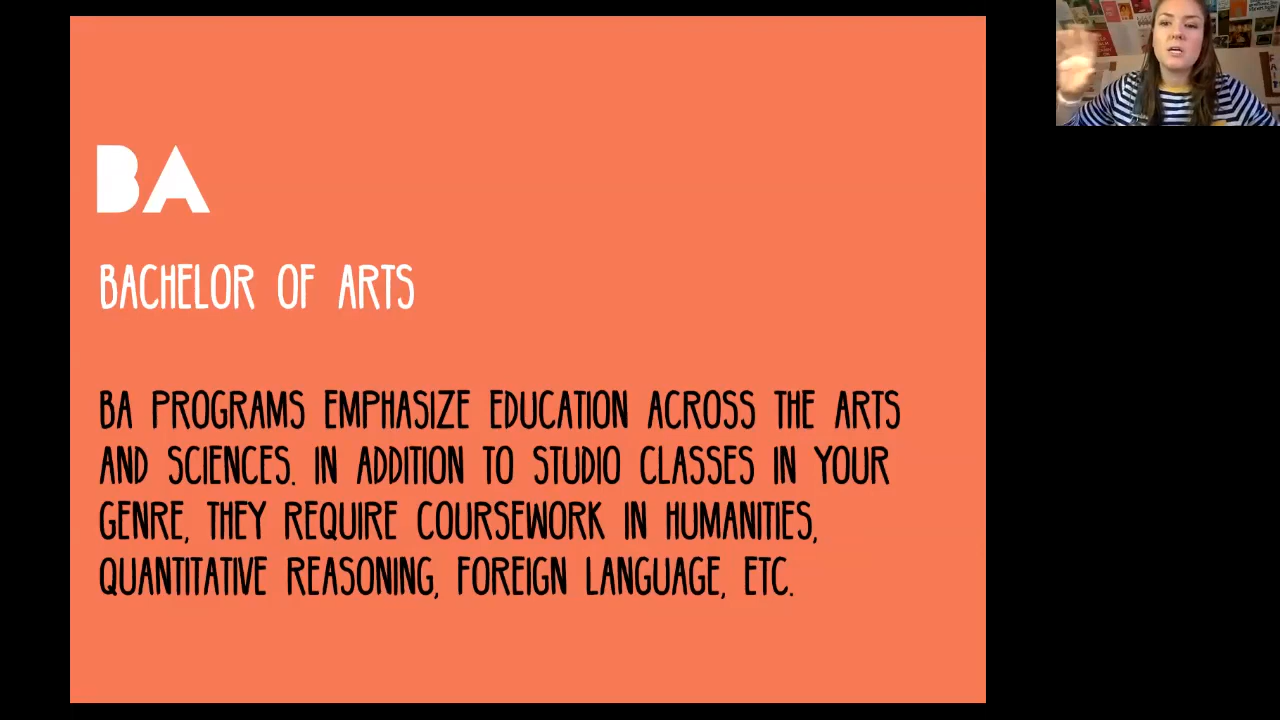 BA
BACHELOR OF ARTS
BA PROGRAMS EMPHASIZE EDUCATION ACROSS THE ARTS
AND SCIENCES. IN ADDITION TO STUDIO CLASSES IN YOUR
GENRE, THEY REQUIRE COURSEWORK IN HUMANITIES,
QUANTITATIVE REASONING, FOREIGN LANGUAGE, ETC.